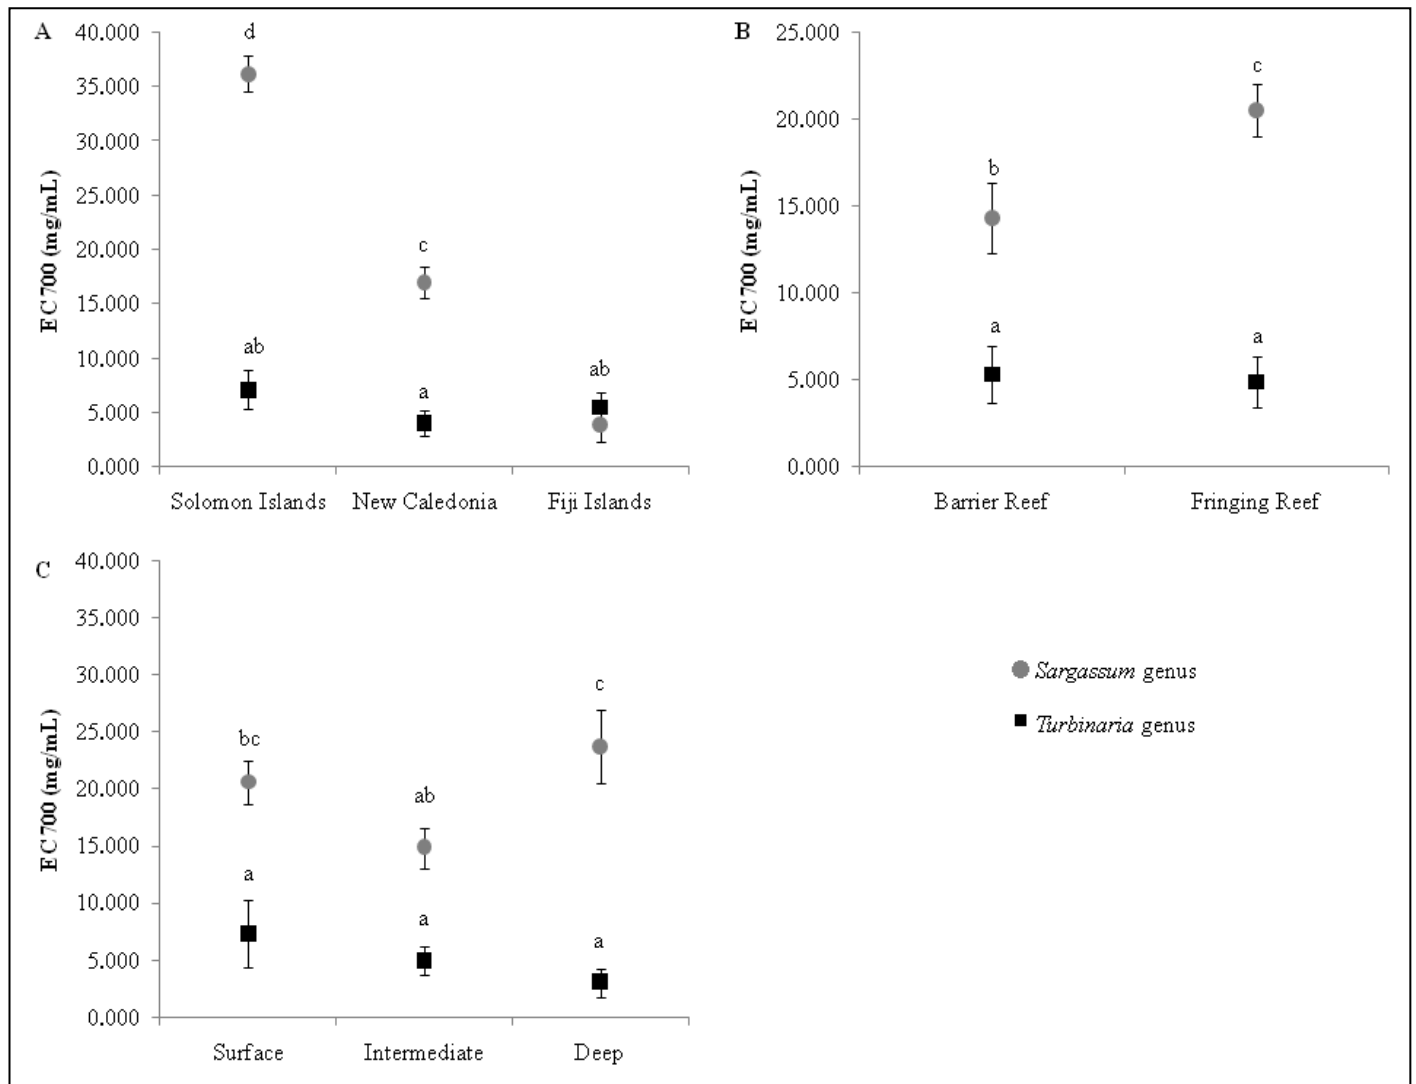 A
40.000
35.000
30.000
25.000
20.000
15.000
10.000
5.000
0.000
EC700 (mg/mL)
d
c
ab
a
ab
Solomon Islands
New Caledonia
Fiji Islands
B
25.000
20.000
15.000
10.000
5.000
0.000
EC700 (mg/mL)
b
c
a
a
Barrier Reef
Fringing Reef
C
40.000
35.000
30.000
25.000
20.000
15.000
10.000
5.000
0.000
EC700 (mg/mL)
bc
ab
c
a
a
a
Surface
Intermediate
Deep
Sargassum genus
Turbinaria genus